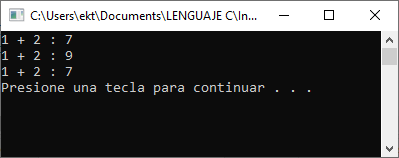 C:\Users\ekt\Documents\LENGUAJE C\In...
1 + 2 : 7
1 + 2 : 9
1 + 2 : 7
Presione una tecla para continuar . . .